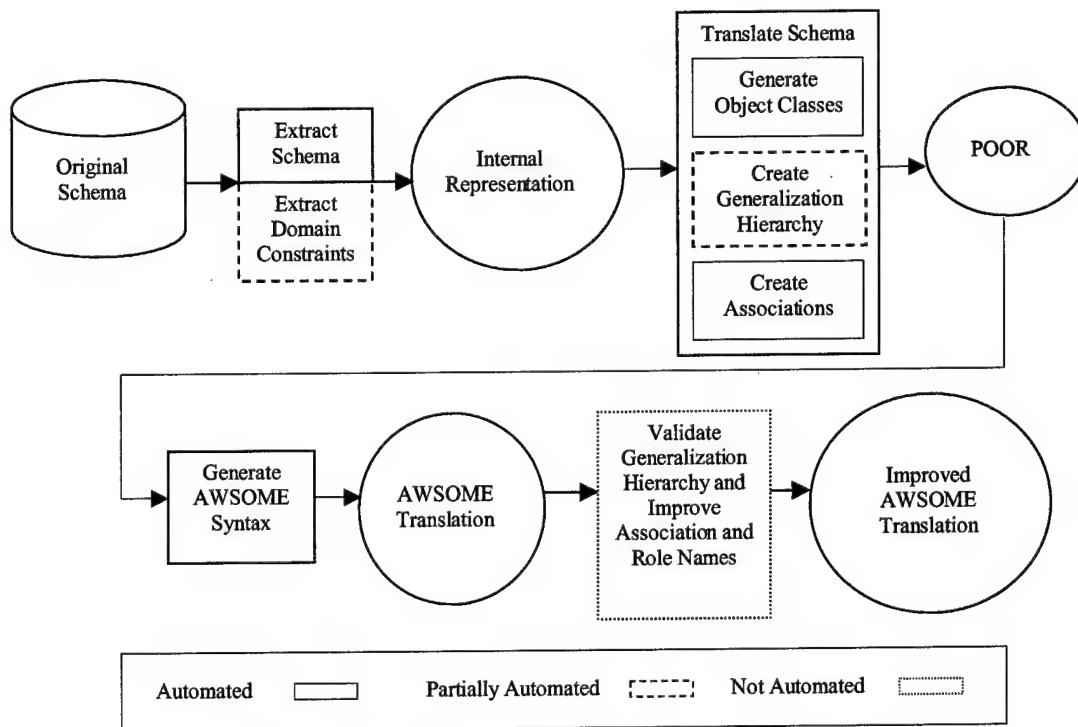 Original
Schema
Extract
Schema
Extract
Domain
Constraints
Internal
Representation
Translate Schema
Generate
Object Classes
Create
Generalization
Hierarchy
Create
Associations
POOR
Generate
AWSOME
Syntax
AWSOME
Translation
Validate
Generalization
Hierarchy and
Improve
Association and
Role Names
Improved
AWSOME
Translation
Automated
Partially Automated
Not Automated